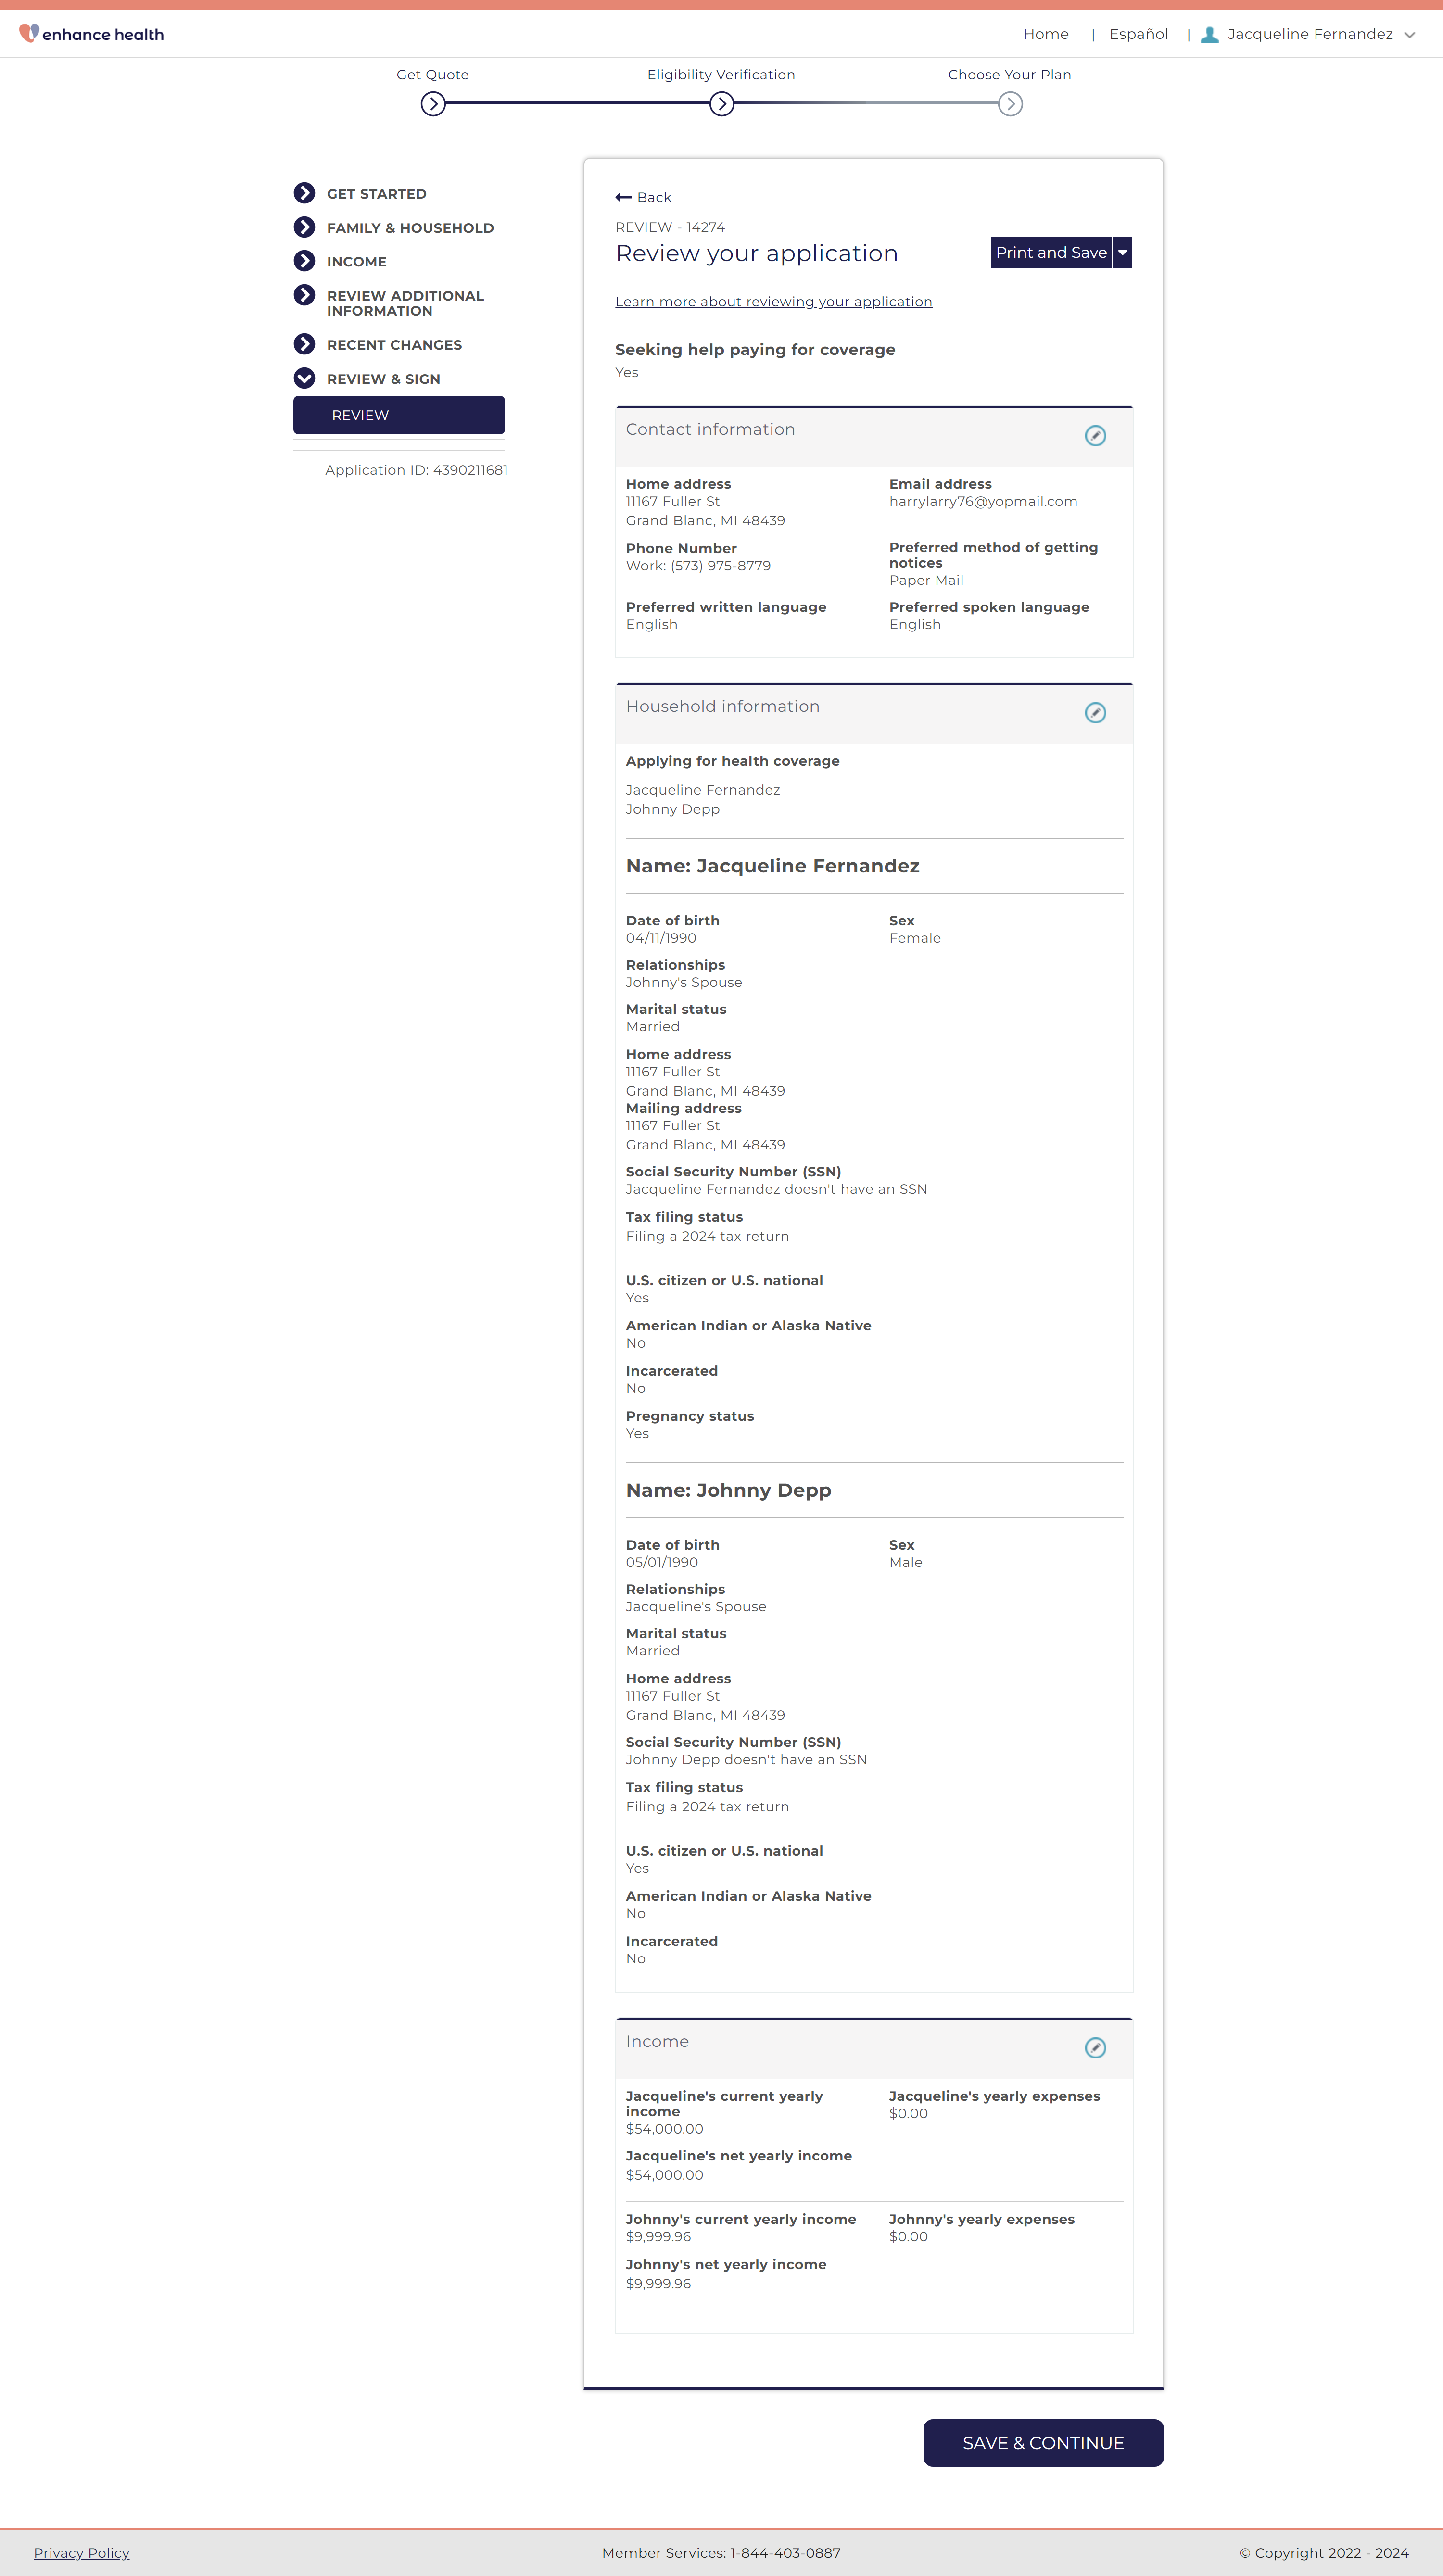 enhance health
Home | Español | Jacqueline Fernandez
Get Quote Eligibility Verification Choose Your Plan
GET STARTED
FAMILY & HOUSEHOLD
INCOME
REVIEW ADDITIONAL
INFORMATION
RECENT CHANGES
REVIEW & SIGN
REVIEW
Application ID: 4390211681
Back
REVIEW - 14274
Review your application
Print and Save
Learn more about reviewing your application
Seeking help paying for coverage
Yes
Contact information
Home address
11167 Fuller St
Grand Blanc, MI 48439
Email address
harrylarry76@yopmail.com
Phone Number
Work: (573) 975-8779
Preferred method of getting
notices
Paper Mail
Preferred written language
English
Preferred spoken language
English
Household information
Applying for health coverage
Jacqueline Fernandez
Johnny Depp
Name: Jacqueline Fernandez
Date of birth
04/11/1990
Sex
Female
Relationships
Johnny's Spouse
Marital status
Married
Home address
11167 Fuller St
Grand Blanc, MI 48439
Mailing address
11167 Fuller St
Grand Blanc, MI 48439
Social Security Number (SSN)
Jacqueline Fernandez doesn't have an SSN
Tax filing status
Filing a 2024 tax return
U.S. citizen or U.S. national
Yes
American Indian or Alaska Native
No
Incarcerated
No
Pregnancy status
Yes
Name: Johnny Depp
Date of birth
05/01/1990
Sex
Male
Relationships
Jacqueline's Spouse
Marital status
Married
Home address
11167 Fuller St
Grand Blanc, MI 48439
Social Security Number (SSN)
Johnny Depp doesn't have an SSN
Tax filing status
Filing a 2024 tax return
U.S. citizen or U.S. national
Yes
American Indian or Alaska Native
No
Incarcerated
No
Income
Jacqueline's current yearly
income
$54,000.00
Jacqueline's yearly expenses
$0.00
Jacqueline's net yearly income
$54,000.00
Johnny's current yearly income
$9,999.96
Johnny's yearly expenses
$0.00
Johnny's net yearly income
$9,999.96
SAVE & CONTINUE
Privacy Policy
Member Services: 1-844-403-0887
© Copyright 2022 - 2024